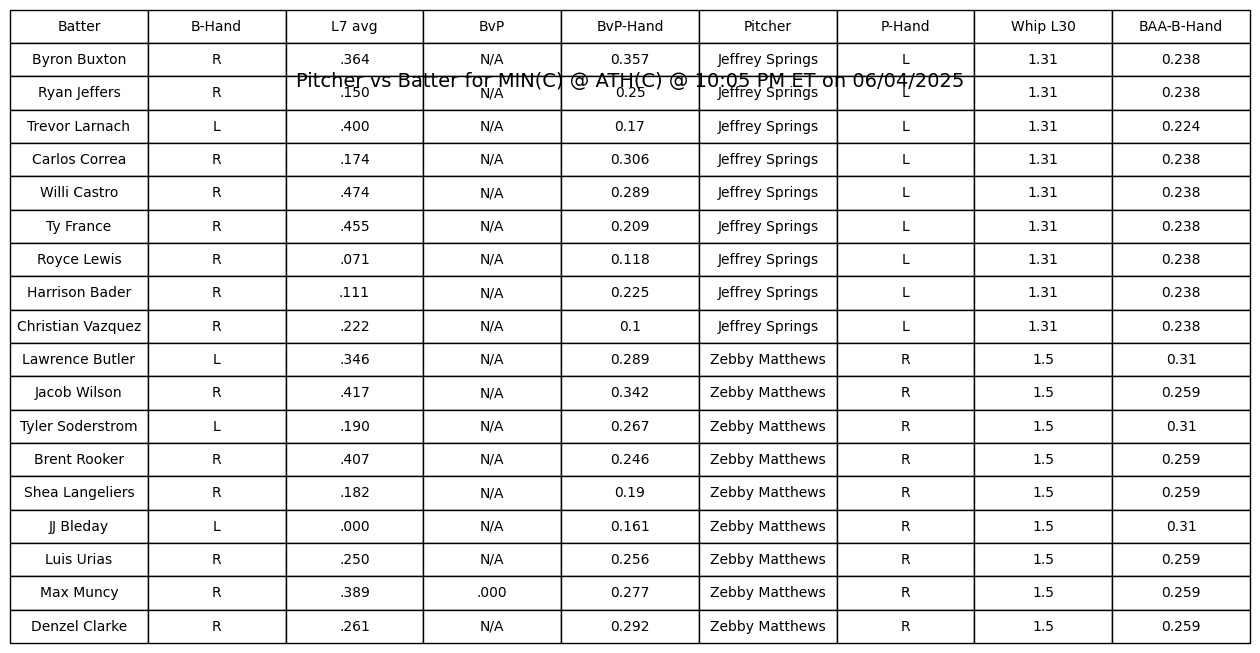 Batter B-Hand L7 avg BvP BvP-Hand Pitcher P-Hand Whip L30 BAA-B-Hand
Byron Buxton R .364 N/A 0.357 Jeffrey Springs L 1.31 0.238
Pitcher vs Batter for MIN(C) @ ATH(C) @ 10:05 PM ET on 06/04/2025
Ryan Jeffers R .150 N/A 0.25 Jeffrey Springs L 1.31 0.238
Trevor Larnach L .400 N/A 0.17 Jeffrey Springs L 1.31 0.224
Carlos Correa R .174 N/A 0.306 Jeffrey Springs L 1.31 0.238
Willi Castro R .474 N/A 0.289 Jeffrey Springs L 1.31 0.238
Ty France R .455 N/A 0.209 Jeffrey Springs L 1.31 0.238
Royce Lewis R .071 N/A 0.118 Jeffrey Springs L 1.31 0.238
Harrison Bader R .111 N/A 0.225 Jeffrey Springs L 1.31 0.238
Christian Vazquez R .222 N/A 0.1 Jeffrey Springs L 1.31 0.238
Lawrence Butler L .346 N/A 0.289 Zebby Matthews R 1.5 0.31
Jacob Wilson R .417 N/A 0.342 Zebby Matthews R 1.5 0.259
Tyler Soderstrom L .190 N/A 0.267 Zebby Matthews R 1.5 0.31
Brent Rooker R .407 N/A 0.246 Zebby Matthews R 1.5 0.259
Shea Langeliers R .182 N/A 0.19 Zebby Matthews R 1.5 0.259
JJ Bleday L .000 N/A 0.161 Zebby Matthews R 1.5 0.31
Luis Urias R .250 N/A 0.256 Zebby Matthews R 1.5 0.259
Max Muncy R .389 .000 0.277 Zebby Matthews R 1.5 0.259
Denzel Clarke R .261 N/A 0.292 Zebby Matthews R 1.5 0.259